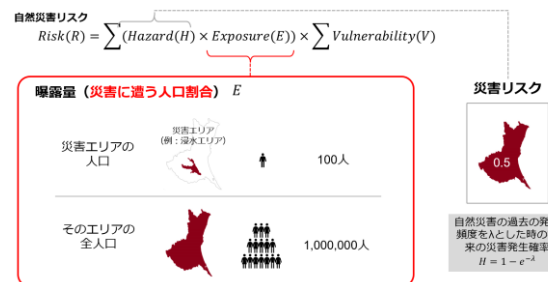 自然災害リスク
Risk(R) = ∑(Hazard(H) × Exposure(E)) × ∑Vulnerability(V)
曝露量（災害に遭う人口割合） E
災害エリアの
人口
災害エリア
（例：浸水エリア）
100人
そのエリアの
全人口
1,000,000人
災害リスク
0.5
自然災害の過去の発
頻度をλとした時の
来の災害発生確率
H = 1 − e^{−λ}